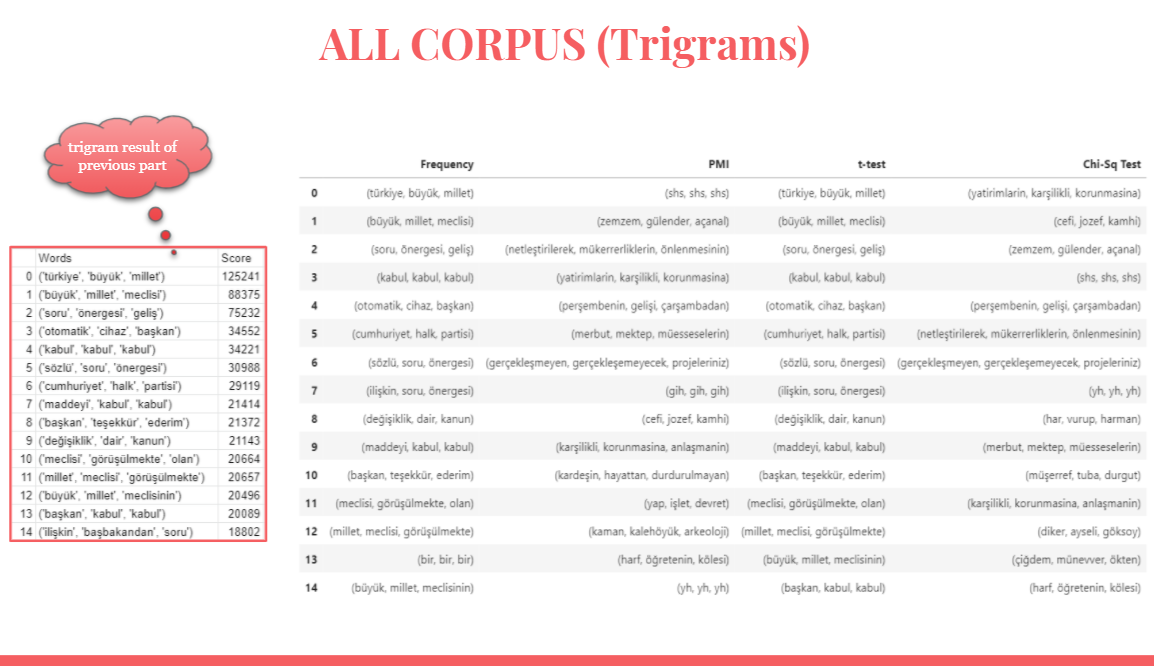 ALL CORPUS (Trigrams)
trigram result of
previous part
Words Score
0 ('türkiye', 'büyük', 'millet') 125241
1 ('büyük', 'millet', 'meclisi') 88375
2 ('soru', 'önergesi', 'geliş') 75232
3 ('otomatik', 'cihaz', 'başkan') 34552
4 ('kabul', 'kabul', 'kabul') 34221
5 ('sözlü', 'soru', 'önergesi') 30988
6 ('cumhuriyet', 'halk', 'partisi') 29119
7 ('maddeyi', 'kabul', 'kabul') 21414
8 ('başkan', 'teşekkür', 'ederim') 21372
9 ('değişiklik', 'dair', 'kanun') 21143
10 ('meclisi', 'görüşülmekte', 'olan') 20664
11 ('millet', 'meclisi', 'görüşülmekte') 20657
12 ('büyük', 'millet', 'meclisinin') 20496
13 ('başkan', 'kabul', 'kabul') 20089
14 ('ilişkin', 'başbakandan', 'soru') 18802
Frequency PMI t-test Chi-Sq Test
0 (türkiye, büyük, millet) (shs, shs, shs) (türkiye, büyük, millet) (yatirimlarin, karşilikli, korunmasina)
1 (büyük, millet, meclisi) (zemzem, gülender, açanal) (büyük, millet, meclisi) (cefi, jozef, kamhi)
2 (soru, önergesi, geliş) (netleştirilerek, mükerrerliklerin, önlenmesinin) (soru, önergesi, geliş) (zemzem, gülender, açanal)
3 (kabul, kabul, kabul) (yatirimlarin, karşilikli, korunmasina) (kabul, kabul, kabul) (shs, shs, shs)
4 (otomatik, cihaz, başkan) (perşembenin, gelişi, çarşambadan) (otomatik, cihaz, başkan) (perşembenin, gelişi, çarşambadan)
5 (cumhuriyet, halk, partisi) (merbut, mektep, müesseselerin) (cumhuriyet, halk, partisi) (netleştirilerek, mükerrerliklerin, önlenmesinin)
6 (sözlü, soru, önergesi) (gerçekleşmeyen, gerçekleşemeyecek, projeleriniz) (sözlü, soru, önergesi) (gerçekleşmeyen, gerçekleşemeyecek, projeleriniz)
7 (ilişkin, soru, önergesi) (gih, gih, gih) (ilişkin, soru, önergesi) (yh, yh, yh)
8 (değişiklik, dair, kanun) (cefi, jozef, kamhi) (değişiklik, dair, kanun) (har, vurup, harman)
9 (maddeyi, kabul, kabul) (karşilikli, korunmasina, anlaşmanin) (maddeyi, kabul, kabul) (merbut, mektep, müesseselerin)
10 (başkan, teşekkür, ederim) (kardeşin, hayattan, durdurulmayan) (başkan, teşekkür, ederim) (müşerref, tuba, durgut)
11 (meclisi, görüşülmekte, olan) (yap, işlet, devret) (meclisi, görüşülmekte, olan) (karşilikli, korunmasina, anlaşmanin)
12 (millet, meclisi, görüşülmekte) (kaman, kalehöyük, arkeoloji) (millet, meclisi, görüşülmekte) (diker, ayseli, göksoy)
13 (bir, bir, bir) (harf, öğretenin, kölesi) (büyük, millet, meclisinin) (çiğdem, münevver, ökten)
14 (büyük, millet, meclisinin) (yh, yh, yh) (başkan, kabul, kabul) (harf, öğretenin, kölesi)